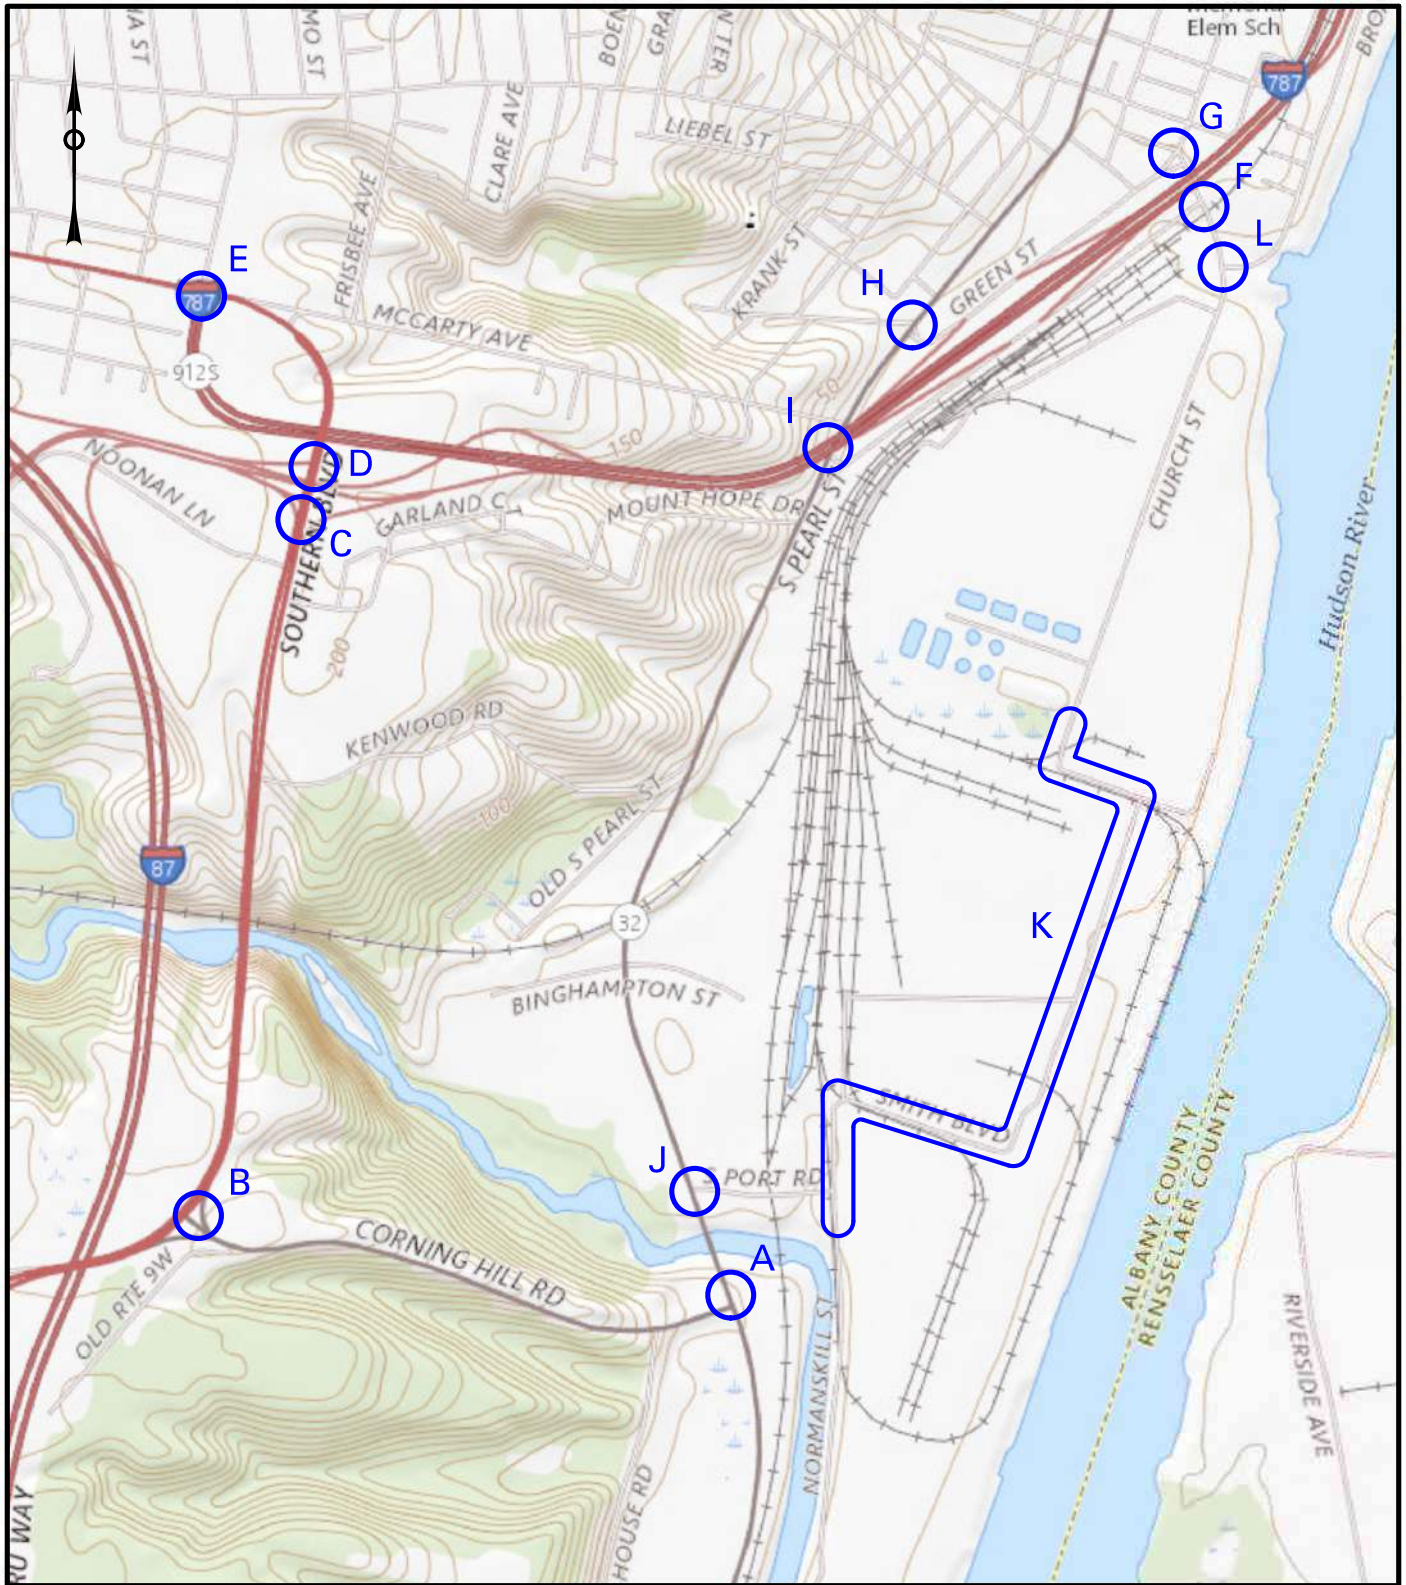 Elem Sch
787
G
F
L
LIEBEL ST
CLARE AVE
FRISBEE AVE
KRANK ST
GREEN ST
H
E
787
912S
MCCARTY AVE
50
I
150
D
NOONAN LN
SOUTHERN BLVD
GARLAND CT
C
MOUNT HOPE DR
S PEARL ST
CHURCH ST
Hudson River
200
KENWOOD RD
100
OLD S PEARL ST
87
32
K
BINGHAMPTON ST
SMITH BLVD
ALBANY COUNTY
RENSSELAER COUNTY
J
S PORT RD
B
A
CORNING HILL RD
OLD RTE 9W
NORMANSKILL ST
RIVERSIDE AVE
HOUSE RD
RU WAY